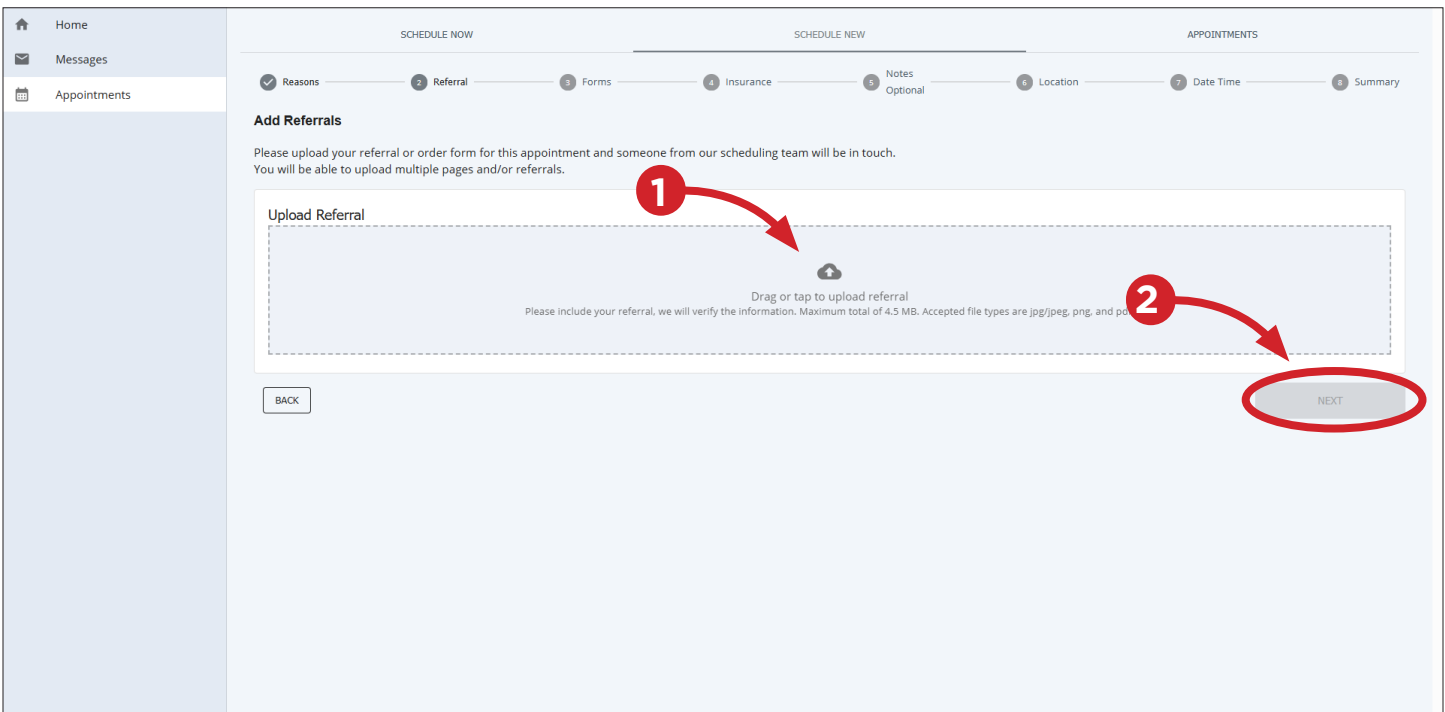 Home
Messages
Appointments
SCHEDULE NOW
SCHEDULE NEW
APPOINTMENTS
Reasons
2 Referral
3 Forms
4 Insurance
5 Notes
Optional
6 Location
7 Date Time
8 Summary
Add Referrals
Please upload your referral or order form for this appointment and someone from our scheduling team will be in touch.
You will be able to upload multiple pages and/or referrals.
1
Upload Referral
Drag or tap to upload referral
2
Please include your referral, we will verify the information. Maximum total of 4.5 MB. Accepted file types are jpg/jpeg, png, and
BACK
NEXT